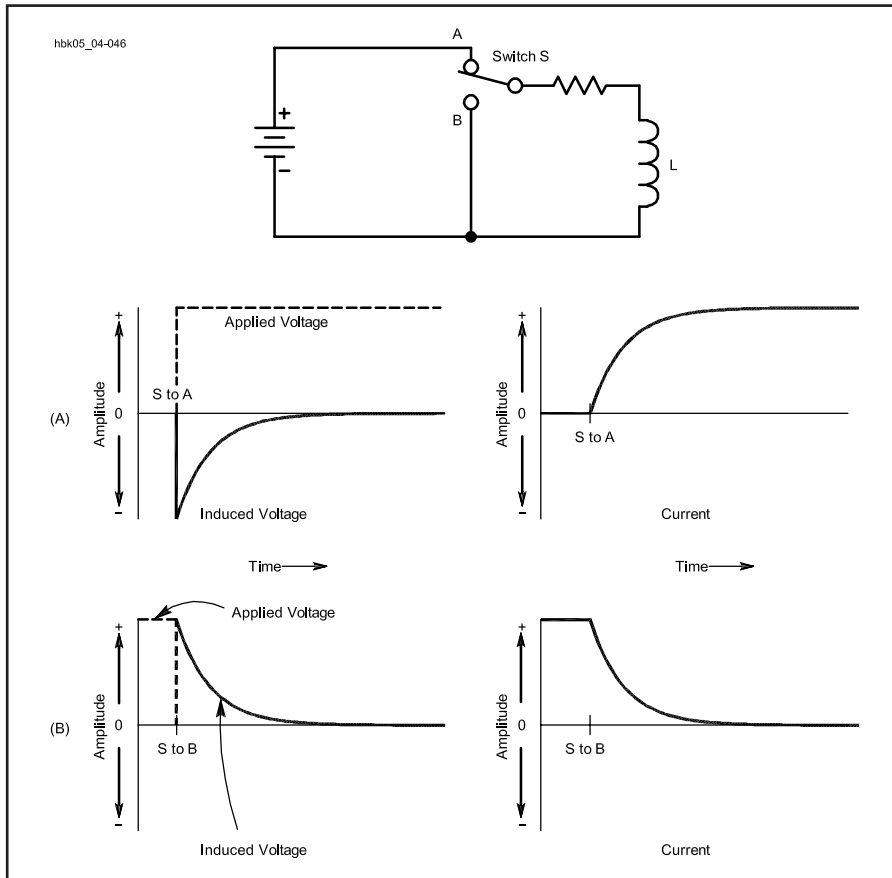 hbk05_04-046
A
Switch S
B
+
-
L
+
Applied Voltage
S to A
(A)
Amplitude
0
-
Induced Voltage
+
Amplitude
0
S to A
-
Current
Time
Time
Applied Voltage
+
(B)
Amplitude
0
S to B
-
Induced Voltage
+
Amplitude
0
S to B
-
Current